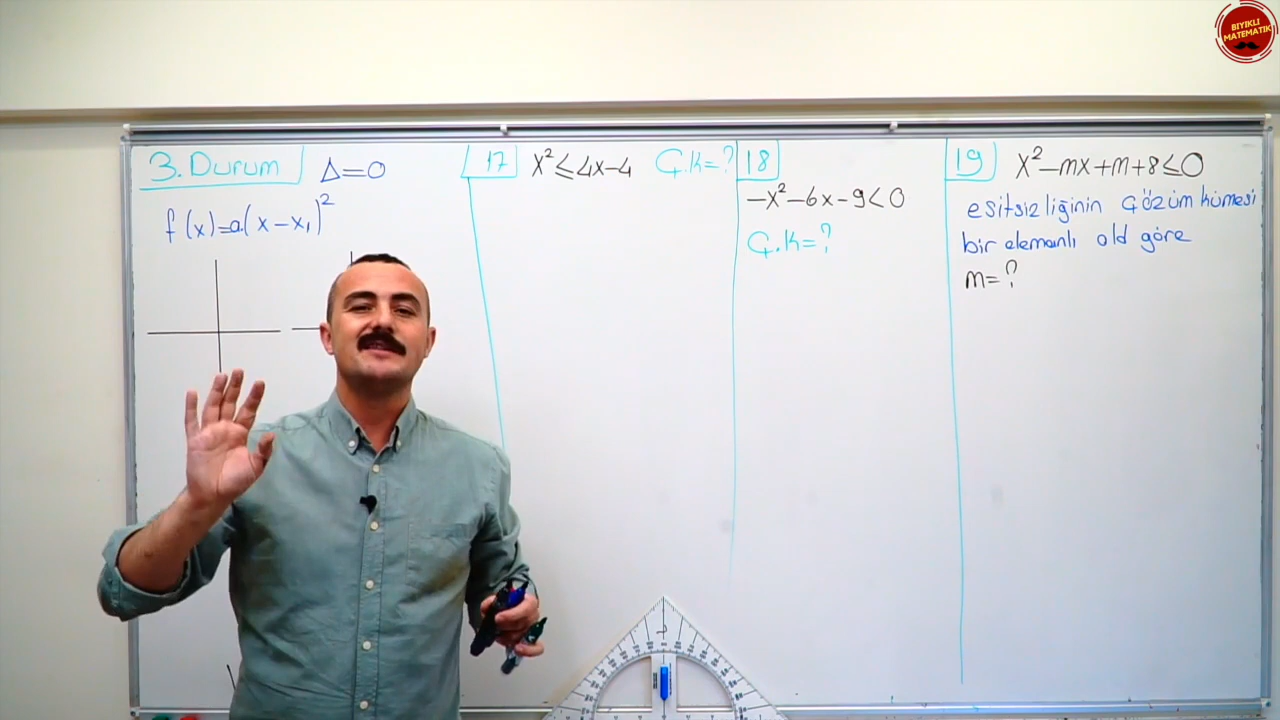 BIYIKLI
MATEMATİK
3. Durum Δ=0
f(x)=a.(x-x₁)²
17 x²≤4x-4 Ç.K=?
18
-x²-6x-9<0
Ç.K=?
19 x²-mx+m+8≤0
eşitsizliğinin çözüm kümesi
bir elemanlı old göre
m=?